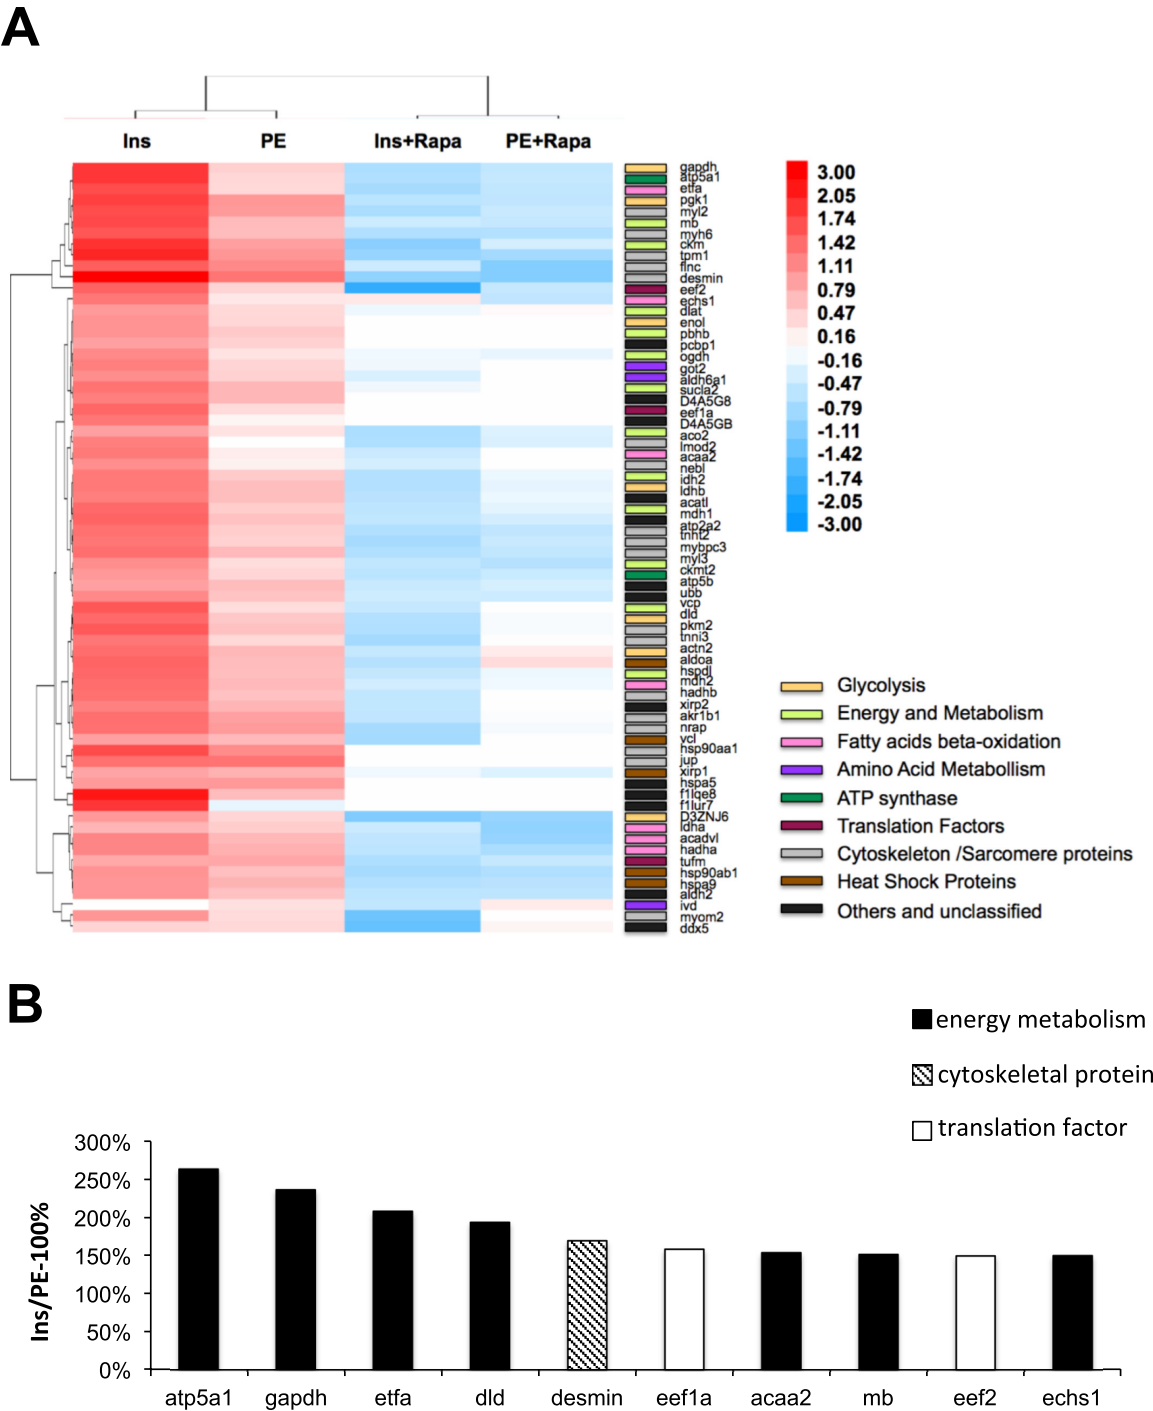 A
Ins PE Ins+Rapa PE+Rapa
gapdh
atp5a1
etfa
pgk1
myl2
mb
myh6
ckm
tpm1
flnc
desmin
eef2
echs1
dlat
enol
pbhb
pcbp1
ogdh
got2
aldh6a1
sucla2
D4A5G8
eef1a
D4A5GB
aco2
lmod2
acaa2
nebl
idh2
ldhb
acatl
mdh1
atp2a2
tnnt2
mybpc3
myl3
ckmt2
atp5b
ubb
vcp
dld
pkm2
tnni3
actn2
aldoa
hspdl
mdh2
hadhb
xirp2
akr1b1
nrap
vcl
hsp90aa1
jup
xirp1
hspa5
f1lqe8
f1lur7
D3ZNJ6
ldha
acadvl
hadha
tufm
hsp90ab1
hspa9
aldh2
ivd
myom2
ddx5
3.00
2.05
1.74
1.42
1.11
0.79
0.47
0.16
-0.16
-0.47
-0.79
-1.11
-1.42
-1.74
-2.05
-3.00
Glycolysis
Energy and Metabolism
Fatty acids beta-oxidation
Amino Acid Metabollism
ATP synthase
Translation Factors
Cytoskeleton /Sarcomere proteins
Heat Shock Proteins
Others and unclassified
B
energy metabolism
cytoskeletal protein
translation factor
Ins/PE-100%
300%
250%
200%
150%
100%
50%
0%
atp5a1 gapdh etfa dld desmin eef1a acaa2 mb eef2 echs1